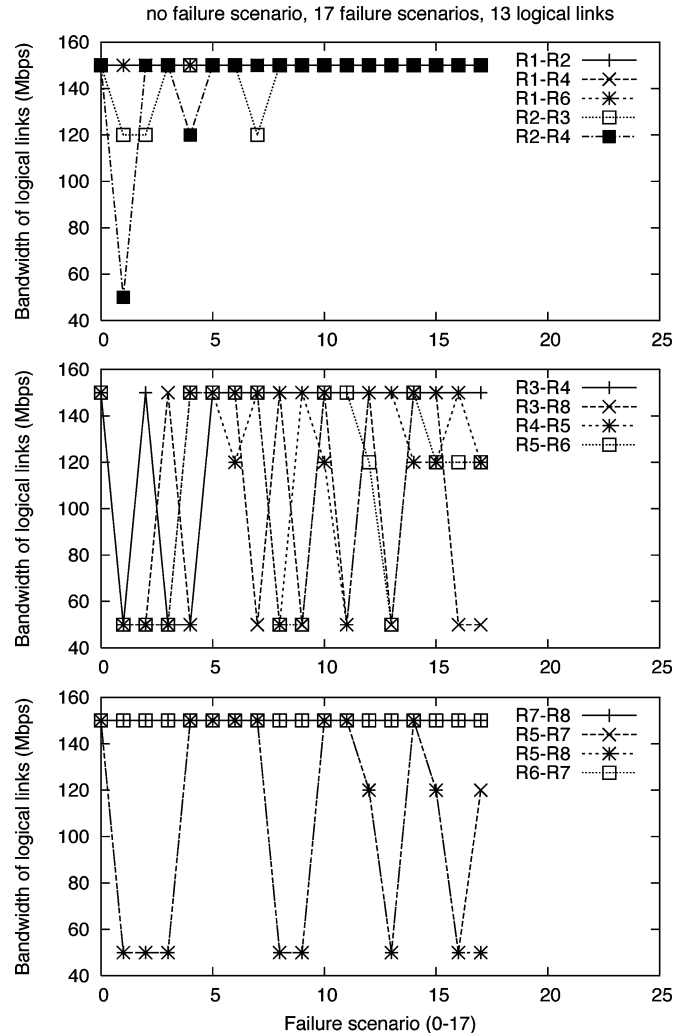 no failure scenario, 17 failure scenarios, 13 logical links
Bandwidth of logical links (Mbps)
160
140
120
100
80
60
40
0
5
10
15
20
25
R1-R2
R1-R4
R1-R6
R2-R3
R2-R4
Bandwidth of logical links (Mbps)
160
140
120
100
80
60
40
0
5
10
15
20
25
R3-R4
R3-R8
R4-R5
R5-R6
Bandwidth of logical links (Mbps)
160
140
120
100
80
60
40
0
5
10
15
20
25
R7-R8
R5-R7
R5-R8
R6-R7
Failure scenario (0-17)